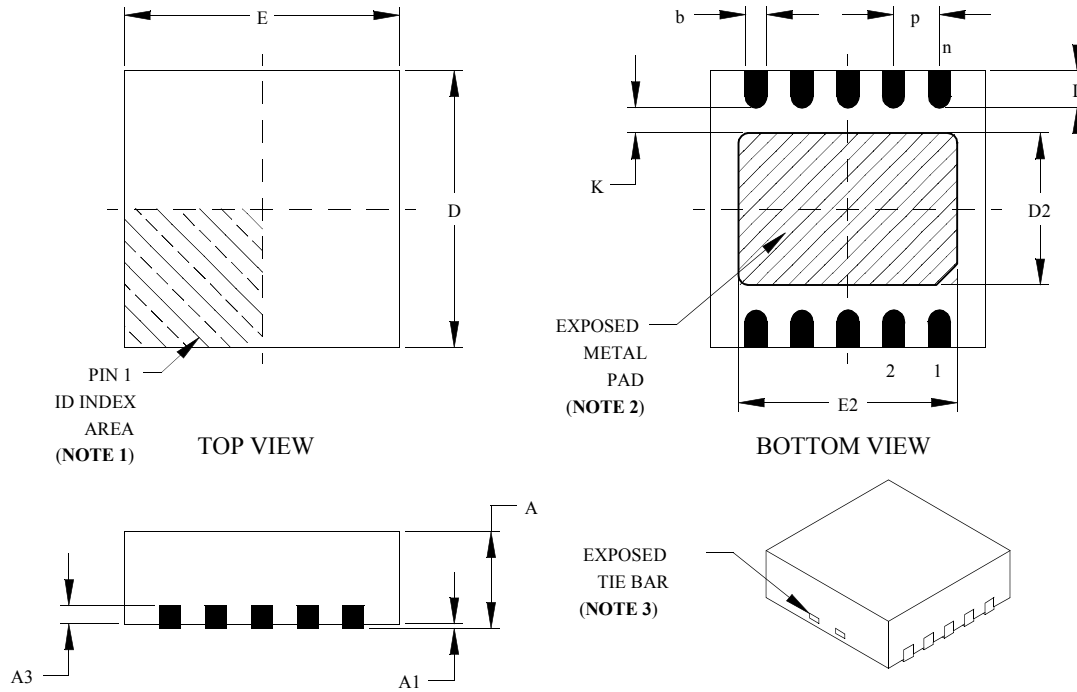 E
b
p
n
L
D
K
D2
EXPOSED
METAL
PAD
(NOTE 2)
PIN 1
ID INDEX
AREA
(NOTE 1)
2
1
E2
TOP VIEW
BOTTOM VIEW
A
EXPOSED
TIE BAR
(NOTE 3)
A3
A1